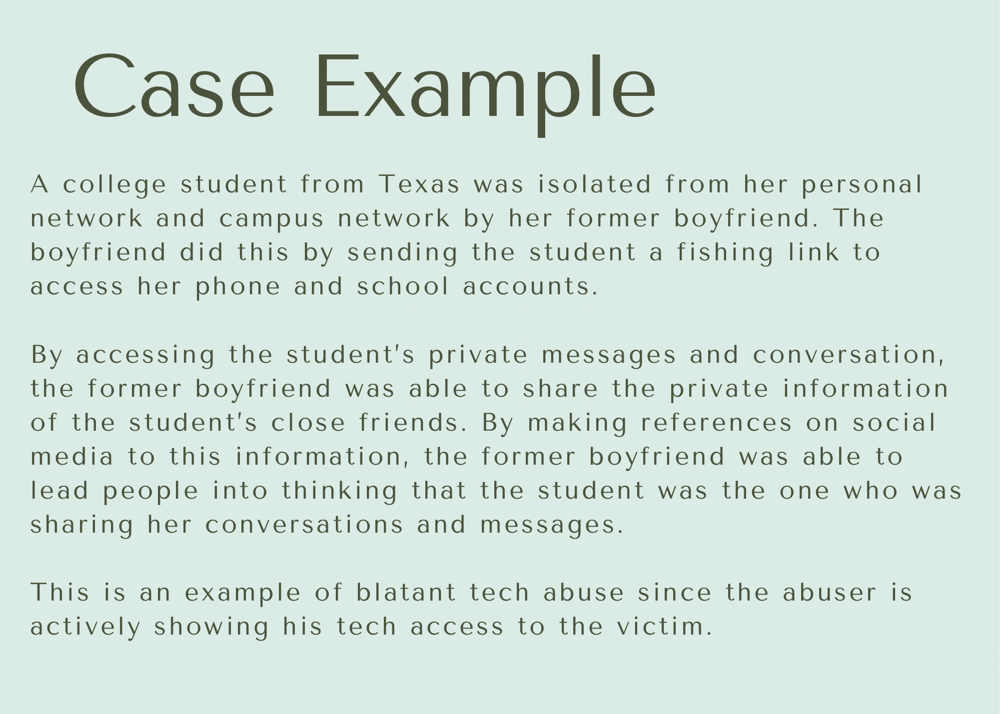 Case Example
A college student from Texas was isolated from her personal
network and campus network by her former boyfriend. The
boyfriend did this by sending the student a fishing link to
access her phone and school accounts.
By accessing the student's private messages and conversation,
the former boyfriend was able to share the private information
of the student's close friends. By making references on social
media to this information, the former boyfriend was able to
lead people into thinking that the student was the one who was
sharing her conversations and messages.
This is an example of blatant tech abuse since the abuser is
actively showing his tech access to the victim.